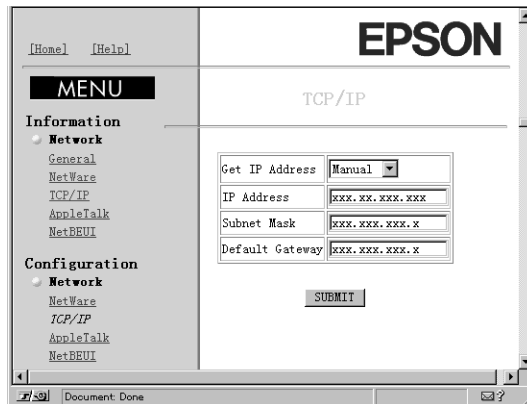 [Home] [Help]
EPSON
MENU
TCP/IP
Information
Network
General
NetWare
TCP/IP
AppleTalk
NetBEUI
Configuration
Network
NetWare
TCP/IP
AppleTalk
NetBEUI
Get IP Address Manual
IP Address xxx.xx.xxx.xxx
Subnet Mask xxx.xxx.xxx.x
Default Gateway xxx.xxx.xxx.x
SUBMIT
Document: Done
?